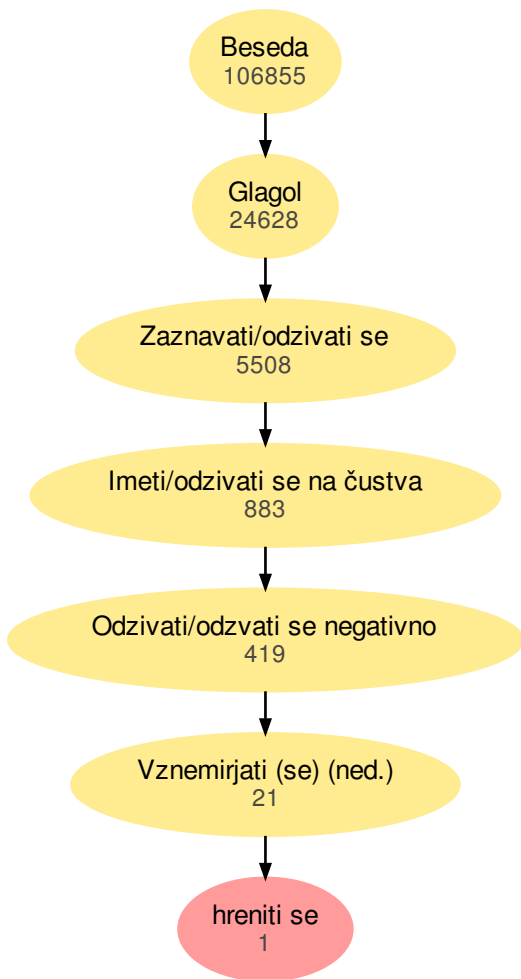 Beseda
106855
Glagol
24628
Zaznavati/odzivati se
5508
Imeti/odzivati se na čustva
883
Odzivati/odzvati se negativno
419
Vznemirjati (se) (ned.)
21
hreniti se
1